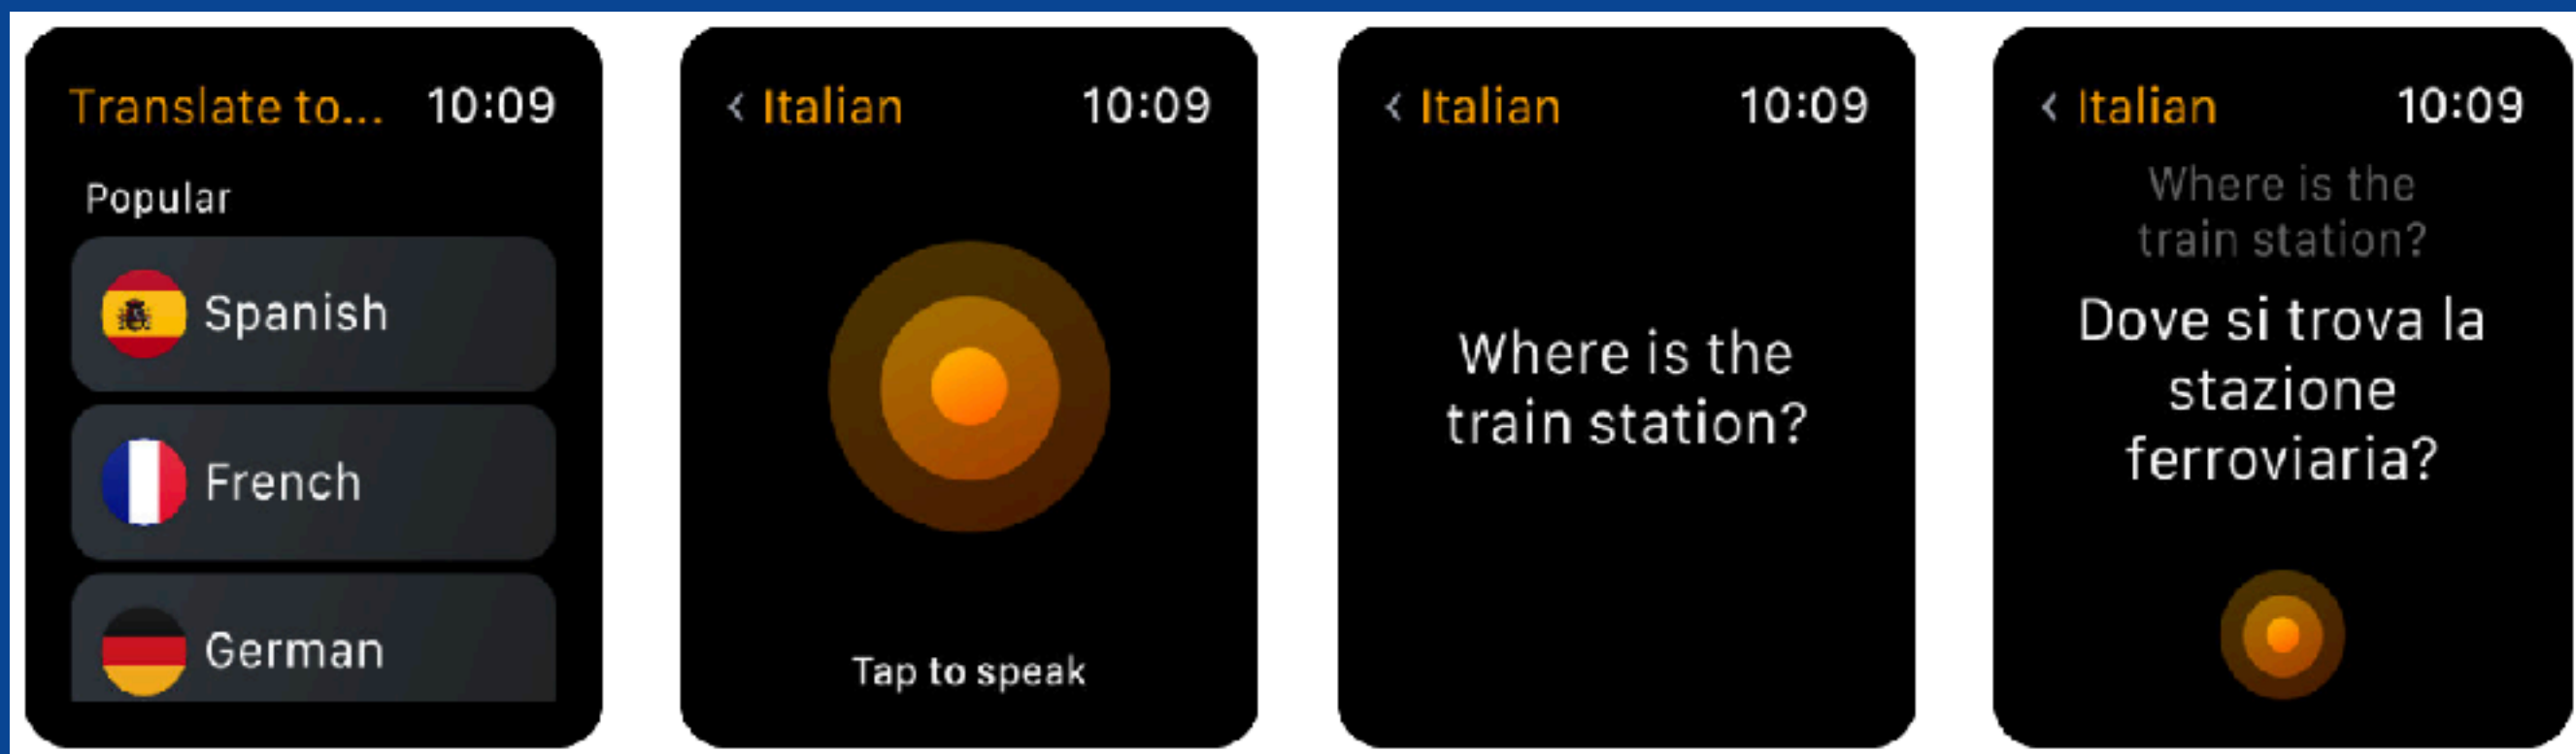 Translate to... 10:09
Popular
Spanish
French
German
< Italian 10:09
Tap to speak
< Italian 10:09
Where is the
train station?
< Italian 10:09
Where is the
train station?
Dove si trova la
stazione
ferroviaria?